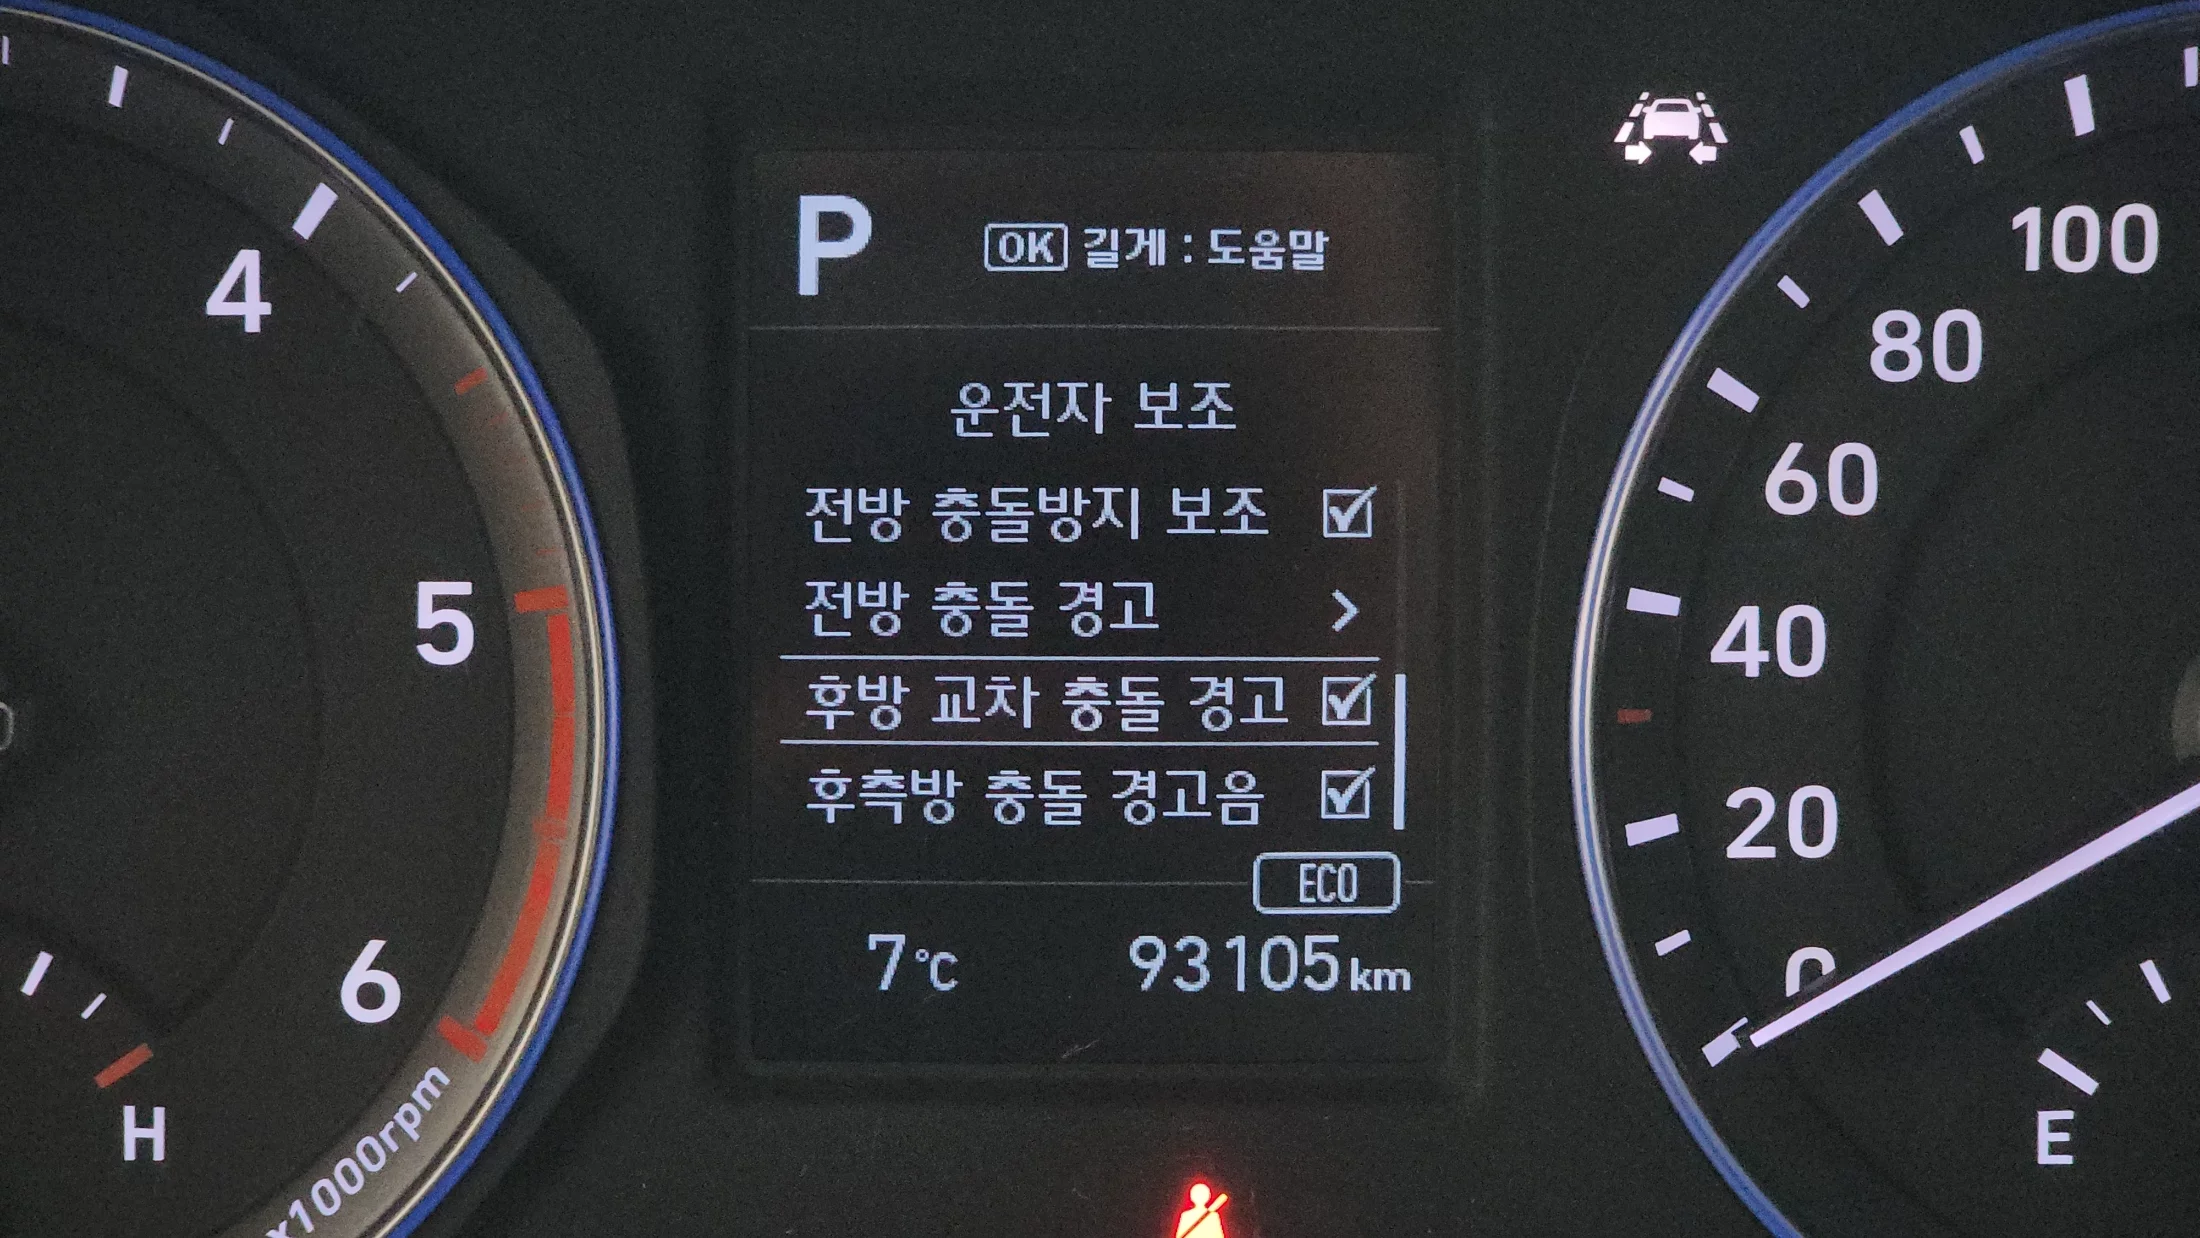 P
OK 길게 : 도움말
운전자 보조
전방 충돌방지 보조
전방 충돌 경고
후방 교차 충돌 경고
후측방 충돌 경고음
ECO
7℃ 93105km
4
5
6
x1000rpm
H
100
80
60
40
20
0
E